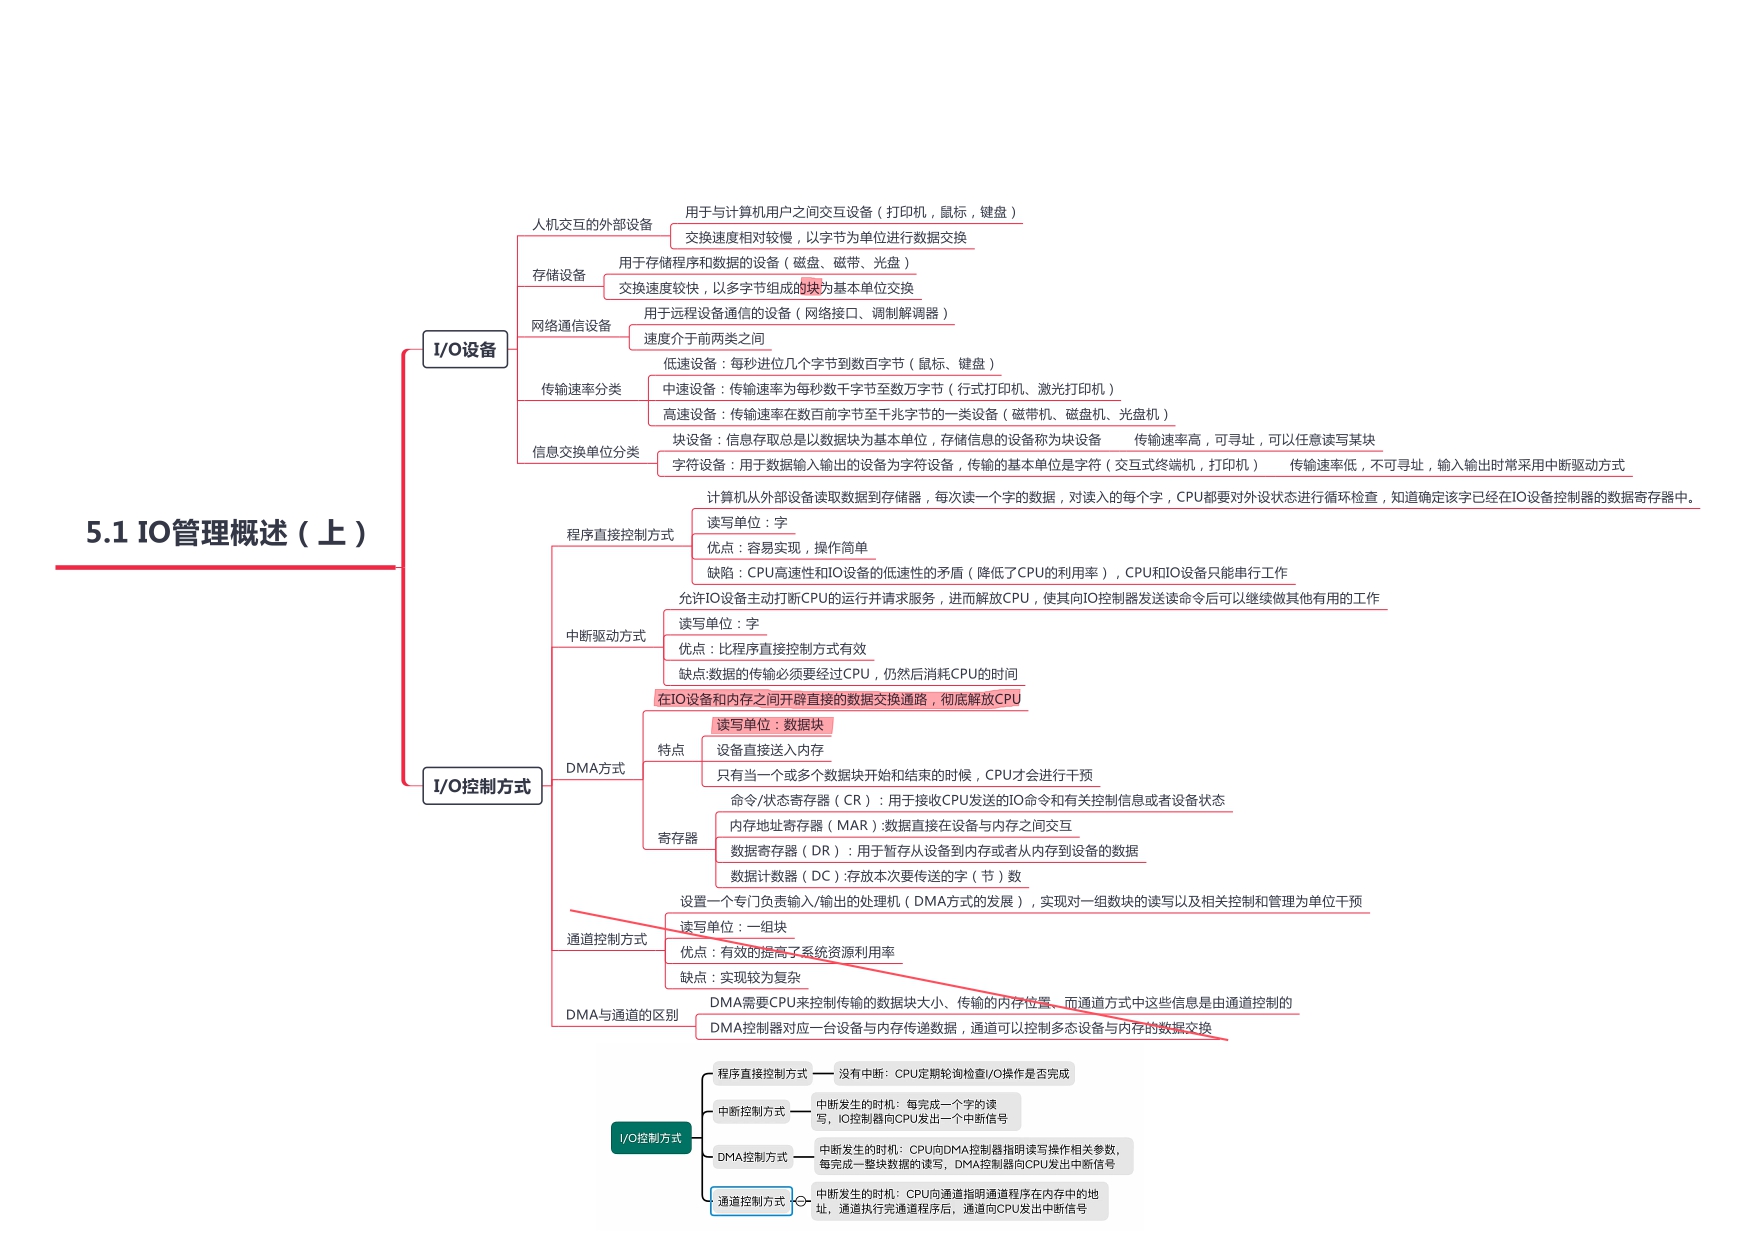 5.1 IO管理概述（上）
I/O设备
人机交互的外部设备
用于与计算机用户之间交互设备（打印机，鼠标，键盘）
交换速度相对较慢，以字节为单位进行数据交换
存储设备
用于存储程序和数据的设备（磁盘、磁带、光盘）
交换速度较快，以多字节组成的块为基本单位交换
网络通信设备
用于远程设备通信的设备（网络接口、调制解调器）
速度介于前两类之间
传输速率分类
低速设备：每秒进位几个字节到数百字节（鼠标、键盘）
中速设备：传输速率为每秒数千字节至数万字节（行式打印机、激光打印机）
高速设备：传输速率在数百前字节至千兆字节的一类设备（磁带机、磁盘机、光盘机）
信息交换单位分类
块设备：信息存取总是以数据块为基本单位，存储信息的设备称为块设备 传输速率高，可寻址，可以任意读写某块
字符设备：用于数据输入输出的设备为字符设备，传输的基本单位是字符（交互式终端机，打印机） 传输速率低，不可寻址，输入输出时常采用中断驱动方式
I/O控制方式
程序直接控制方式
计算机从外部设备读取数据到存储器，每次读一个字的数据，对读入的每个字，CPU都要对外设状态进行循环检查，知道确定该字已经在IO设备控制器的数据寄存器中。
读写单位：字
优点：容易实现，操作简单
缺陷：CPU高速性和IO设备的低速性的矛盾（降低了CPU的利用率），CPU和IO设备只能串行工作
中断驱动方式
允许IO设备主动打断CPU的运行并请求服务，进而解放CPU，使其向IO控制器发送读命令后可以继续做其他有用的工作
读写单位：字
优点：比程序直接控制方式有效
缺点:数据的传输必须要经过CPU，仍然后消耗CPU的时间
DMA方式
在IO设备和内存之间开辟直接的数据交换通路，彻底解放CPU
特点
读写单位：数据块
设备直接送入内存
只有当一个或多个数据块开始和结束的时候，CPU才会进行干预
寄存器
命令/状态寄存器（CR）：用于接收CPU发送的IO命令和有关控制信息或者设备状态
内存地址寄存器（MAR）:数据直接在设备与内存之间交互
数据寄存器（DR）：用于暂存从设备到内存或者从内存到设备的数据
数据计数器（DC）:存放本次要传送的字（节）数
通道控制方式
设置一个专门负责输入/输出的处理机（DMA方式的发展），实现对一组数块的读写以及相关控制和管理为单位干预
读写单位：一组块
优点：有效的提高了系统资源利用率
缺点：实现较为复杂
DMA与通道的区别
DMA需要CPU来控制传输的数据块大小、传输的内存位置、而通道方式中这些信息是由通道控制的
DMA控制器对应一台设备与内存传递数据，通道可以控制多态设备与内存的数据交换
I/O控制方式
程序直接控制方式
没有中断：CPU定期轮询检查I/O操作是否完成
中断控制方式
中断发生的时机：每完成一个字的读
写，IO控制器向CPU发出一个中断信号
DMA控制方式
中断发生的时机：CPU向DMA控制器指明读写操作相关参数，
每完成一整块数据的读写，DMA控制器向CPU发出中断信号
通道控制方式
中断发生的时机：CPU向通道指明通道程序在内存中的地
址，通道执行完通道程序后，通道向CPU发出中断信号